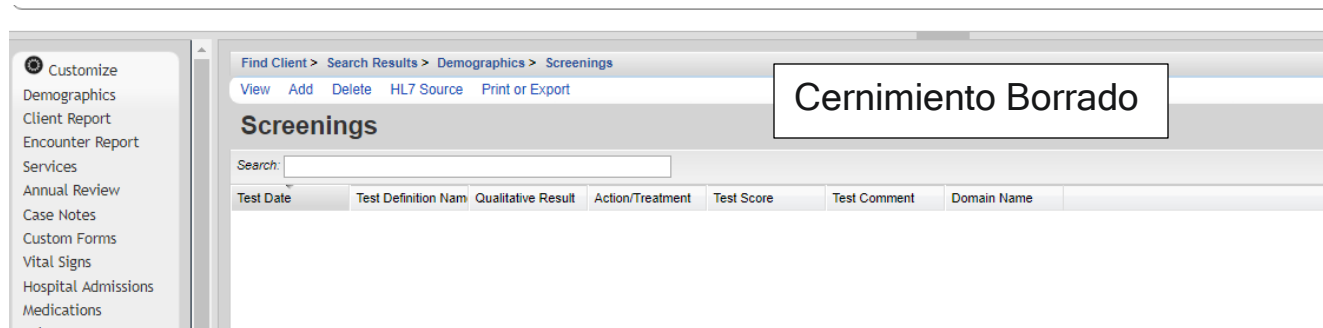 Customize
Demographics
Client Report
Encounter Report
Services
Annual Review
Case Notes
Custom Forms
Vital Signs
Hospital Admissions
Medications
Find Client > Search Results > Demographics > Screenings
View Add Delete HL7 Source Print or Export
Cernimiento Borrado
Screenings
Search:
Test Date Test Definition Nam Qualitative Result Action/Treatment Test Score Test Comment Domain Name